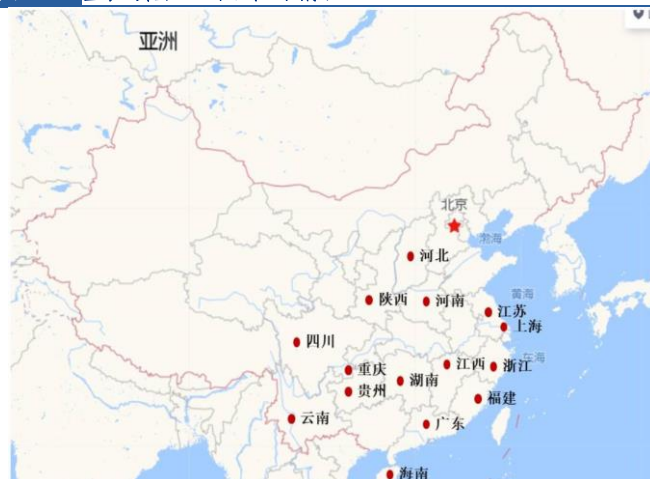 亚洲
北京
渤海
河北
陕西
河南
黄海
江苏
上海
四川
重庆
湖南
江西
东海
浙江
贵州
福建
云南
广东
海南